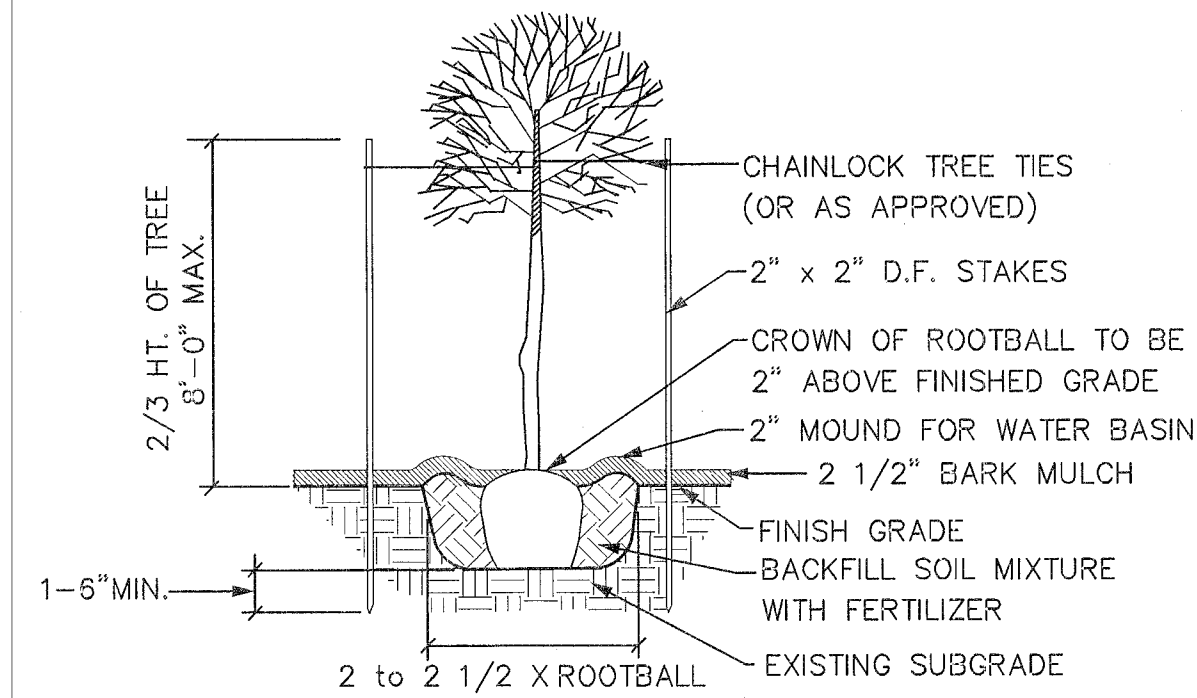 CHAINLOCK TREE TIES
(OR AS APPROVED)
2" x 2" D.F. STAKES
CROWN OF ROOTBALL TO BE
2" ABOVE FINISHED GRADE
2" MOUND FOR WATER BASIN
2 1/2" BARK MULCH
FINISH GRADE
BACKFILL SOIL MIXTURE
WITH FERTILIZER
EXISTING SUBGRADE
2/3 HT. OF TREE
8'-0" MAX.
1-6"MIN.
2 to 2 1/2 X ROOTBALL